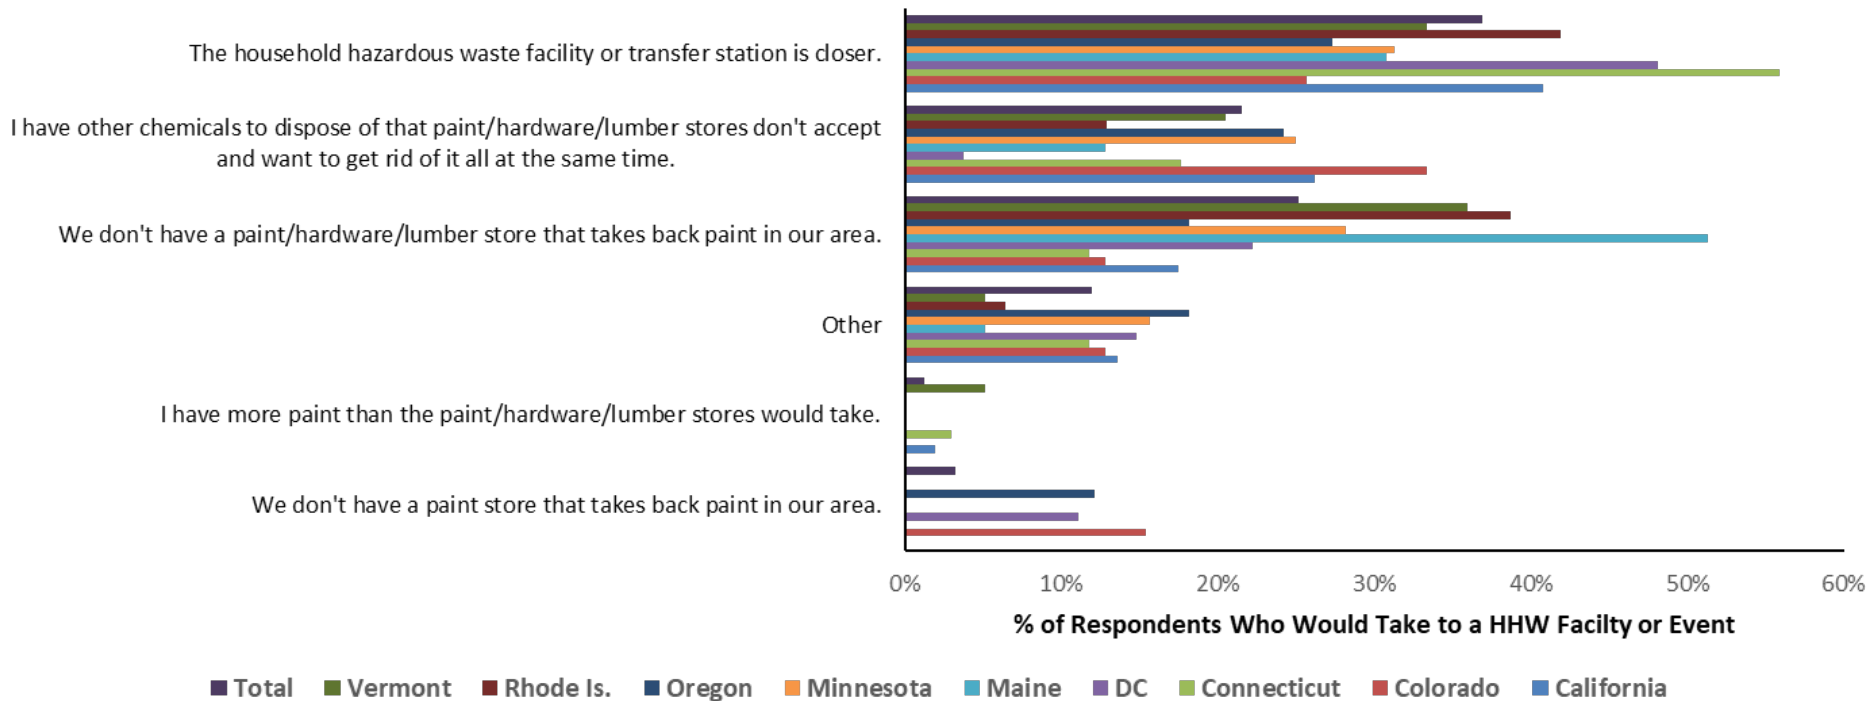 The household hazardous waste facility or transfer station is closer.
I have other chemicals to dispose of that paint/hardware/lumber stores don't accept
and want to get rid of it all at the same time.
We don't have a paint/hardware/lumber store that takes back paint in our area.
Other
I have more paint than the paint/hardware/lumber stores would take.
We don't have a paint store that takes back paint in our area.
0% 10% 20% 30% 40% 50% 60%
% of Respondents Who Would Take to a HHW Facilty or Event
Total Vermont Rhode Is. Oregon Minnesota Maine DC Connecticut Colorado California